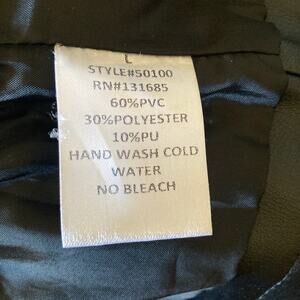 L
STYLE#50100
RN#131685
60%PVC
30%POLYESTER
10%PU
HAND WASH COLD
WATER
NO BLEACH